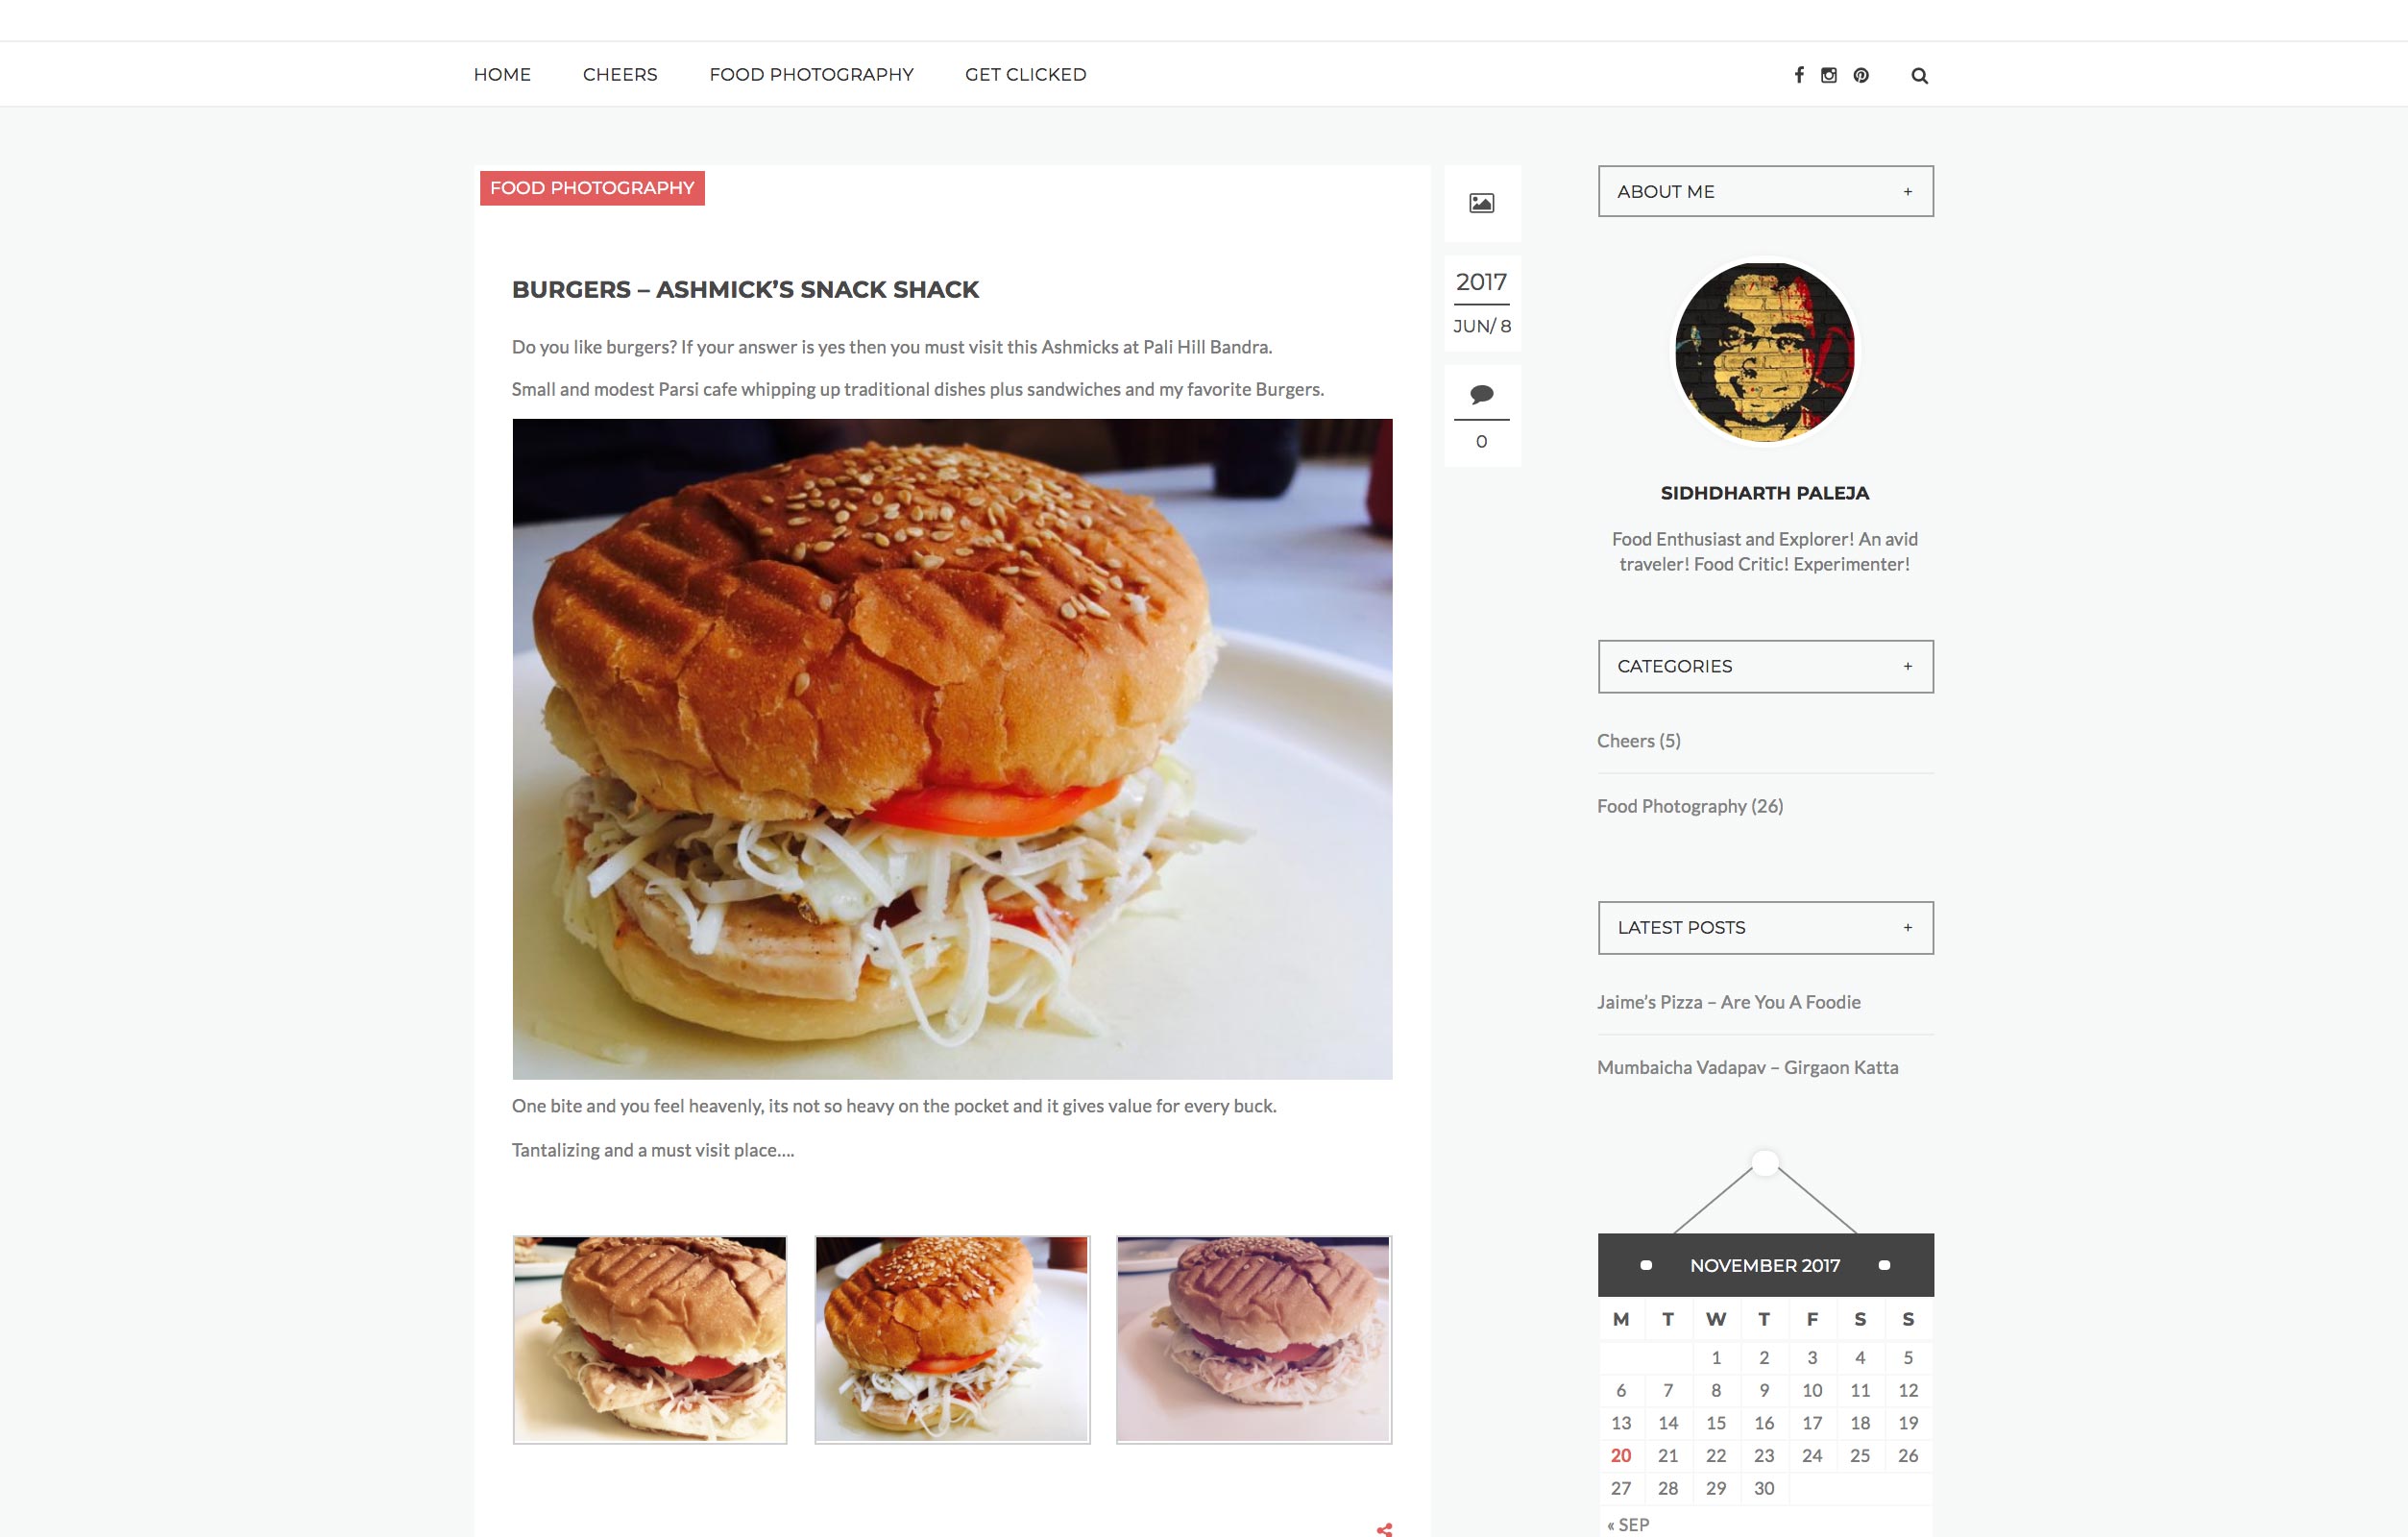 HOME CHEERS FOOD PHOTOGRAPHY GET CLICKED
FOOD PHOTOGRAPHY
BURGERS – ASHMICK’S SNACK SHACK
Do you like burgers? If your answer is yes then you must visit this Ashmicks at Pali Hill Bandra.
Small and modest Parsi cafe whipping up traditional dishes plus sandwiches and my favorite Burgers.
One bite and you feel heavenly, its not so heavy on the pocket and it gives value for every buck.
Tantalizing and a must visit place....
2017
JUN/ 8
0
ABOUT ME +
SIDHDHARTH PALEJA
Food Enthusiast and Explorer! An avid
traveler! Food Critic! Experimenter!
CATEGORIES +
Cheers (5)
Food Photography (26)
LATEST POSTS +
Jaime’s Pizza – Are You A Foodie
Mumbaicha Vadapav – Girgaon Katta
NOVEMBER 2017
M T W T F S S
1 2 3 4 5
6 7 8 9 10 11 12
13 14 15 16 17 18 19
20 21 22 23 24 25 26
27 28 29 30
« SEP